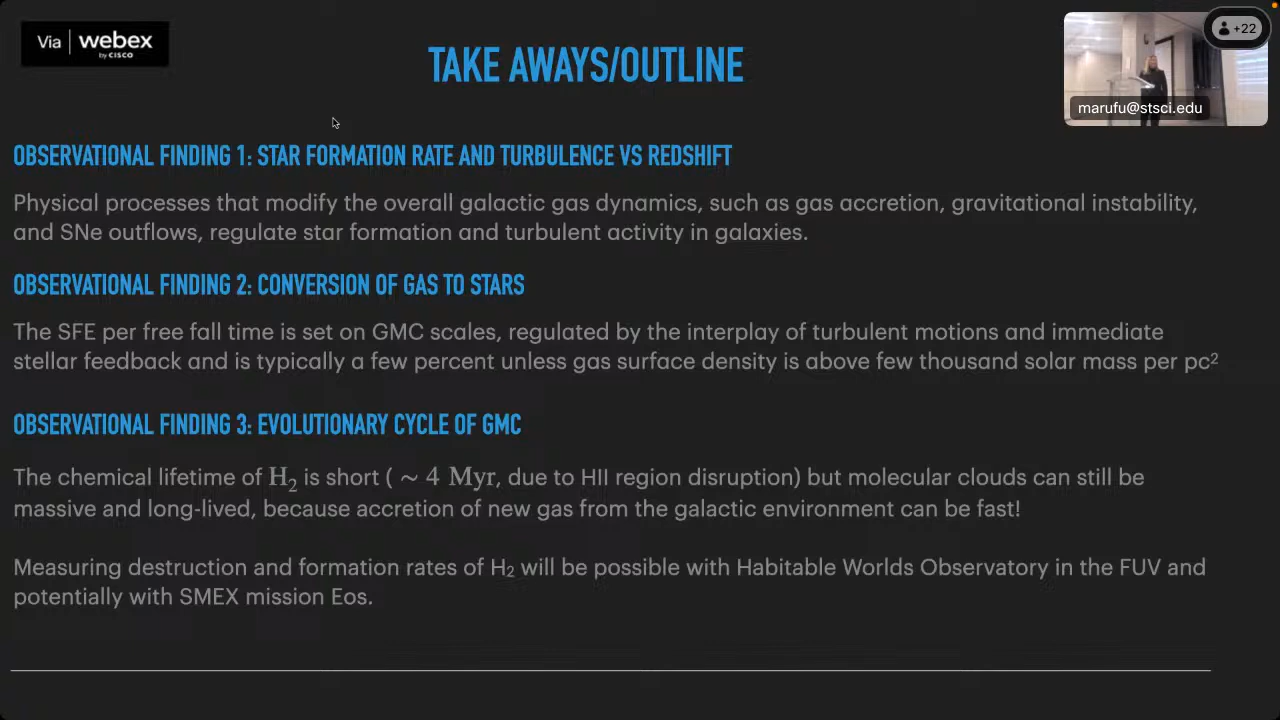 Via | webex
by CISCO
+22
TAKE AWAYS/OUTLINE
marufu@stsci.edu
OBSERVATIONAL FINDING 1: STAR FORMATION RATE AND TURBULENCE VS REDSHIFT
Physical processes that modify the overall galactic gas dynamics, such as gas accretion, gravitational instability,
and SNe outflows, regulate star formation and turbulent activity in galaxies.
OBSERVATIONAL FINDING 2: CONVERSION OF GAS TO STARS
The SFE per free fall time is set on GMC scales, regulated by the interplay of turbulent motions and immediate
stellar feedback and is typically a few percent unless gas surface density is above few thousand solar mass per pc²
OBSERVATIONAL FINDING 3: EVOLUTIONARY CYCLE OF GMC
The chemical lifetime of H₂ is short ( ~ 4 Myr, due to HII region disruption) but molecular clouds can still be
massive and long-lived, because accretion of new gas from the galactic environment can be fast!
Measuring destruction and formation rates of H₂ will be possible with Habitable Worlds Observatory in the FUV and
potentially with SMEX mission Eos.